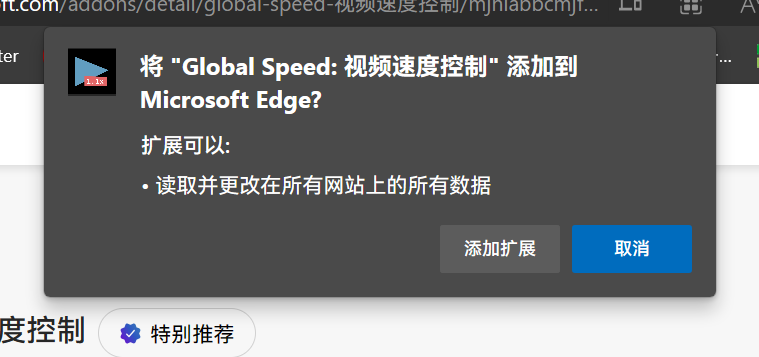 ft.com/addons/detail/global-speed-视频速度控制/mjhlabbcmjf...
ter
1.1x
将 "Global Speed: 视频速度控制" 添加到
Microsoft Edge?
扩展可以:
• 读取并更改在所有网站上的所有数据
添加扩展
取消
度控制
特别推荐